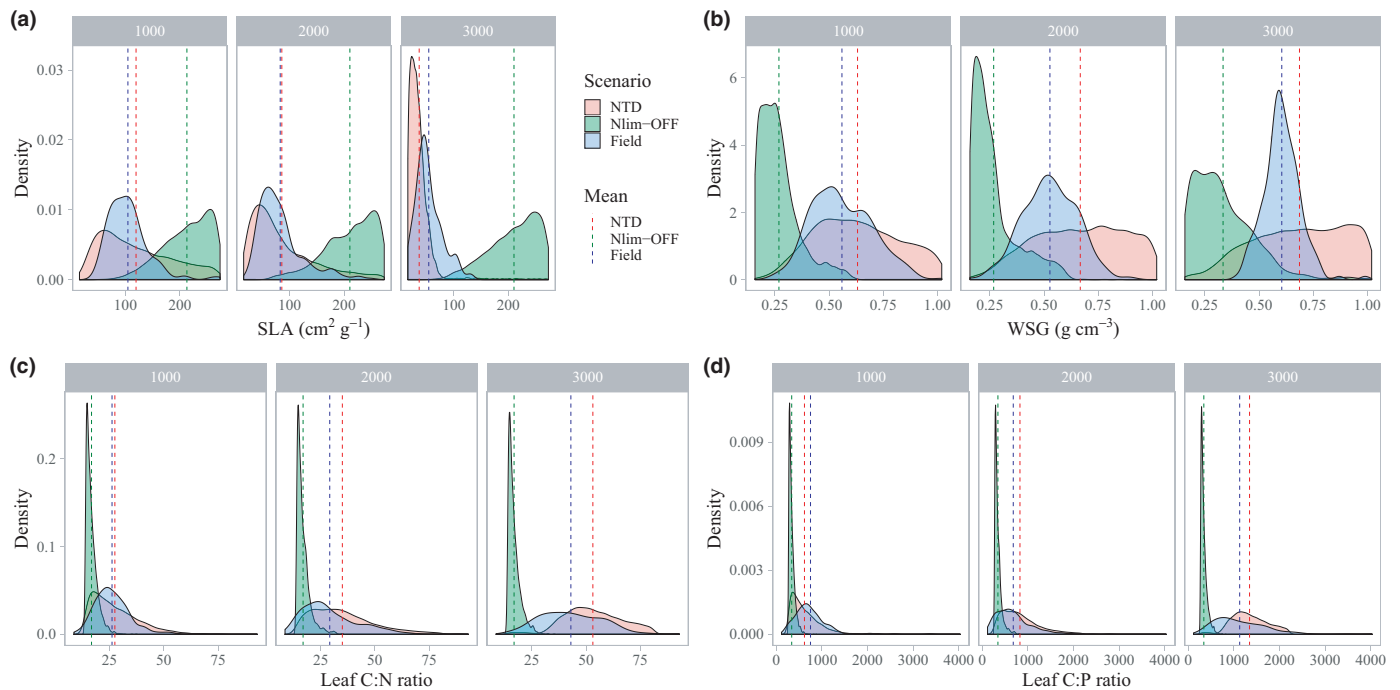 (a)
1000 2000 3000
Density
0.03
0.02
0.01
0.00
100 200 100 200 100 200
SLA (cm² g⁻¹)
Scenario
NTD
Nlim−OFF
Field
Mean
NTD
Nlim−OFF
Field
(b)
1000 2000 3000
Density
6
4
2
0
0.25 0.50 0.75 1.00 0.25 0.50 0.75 1.00 0.25 0.50 0.75 1.00
WSG (g cm⁻³)
(c)
1000 2000 3000
Density
0.2
0.1
0.0
25 50 75 25 50 75 25 50 75
Leaf C:N ratio
(d)
1000 2000 3000
Density
0.009
0.006
0.003
0.000
0 1000 2000 3000 4000 0 1000 2000 3000 4000 0 1000 2000 3000 4000
Leaf C:P ratio